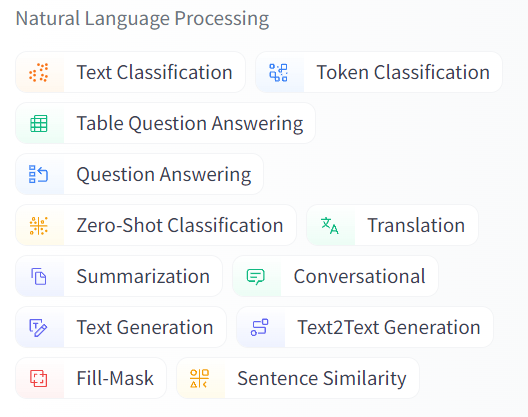 Natural Language Processing
Text Classification Token Classification
Table Question Answering
Question Answering
Zero-Shot Classification Translation
Summarization Conversational
Text Generation Text2Text Generation
Fill-Mask Sentence Similarity